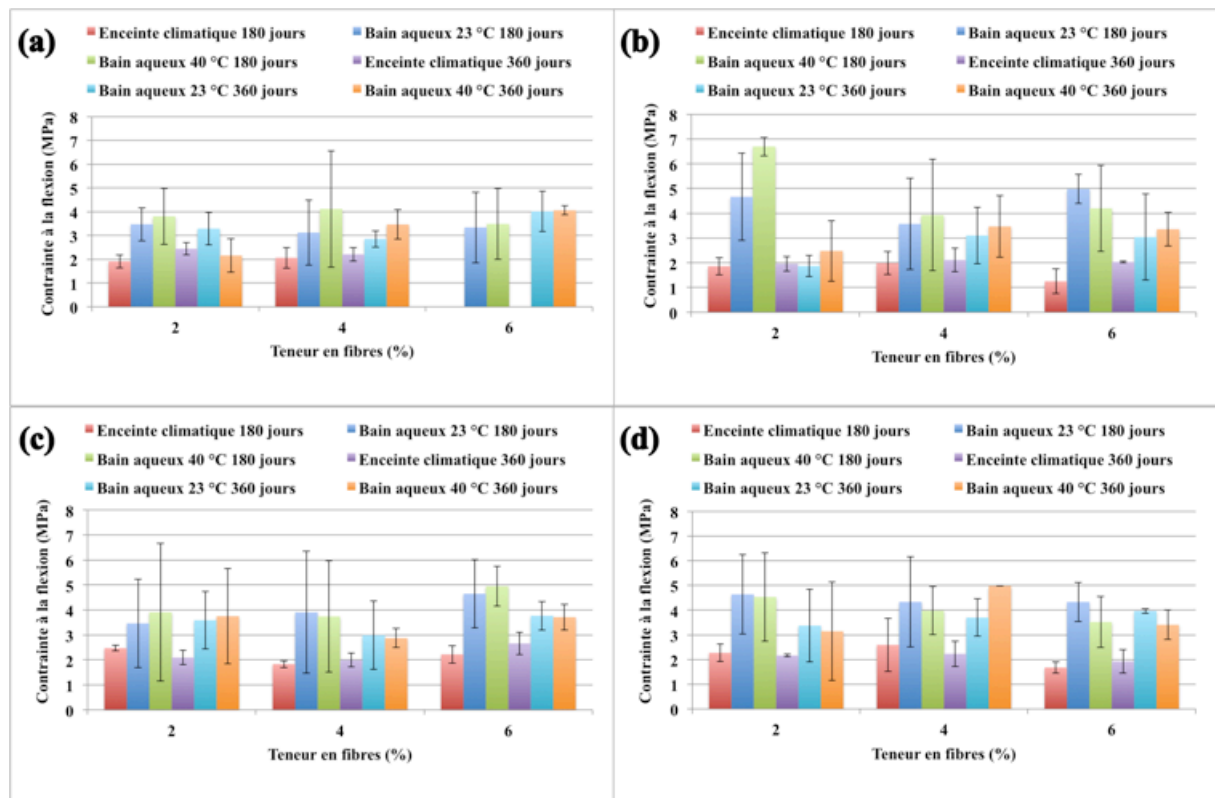 (a)
Enceinte climatique 180 jours
Bain aqueux 23 °C 180 jours
Bain aqueux 40 °C 180 jours
Enceinte climatique 360 jours
Bain aqueux 23 °C 360 jours
Bain aqueux 40 °C 360 jours
Contrainte à la flexion (MPa)
8
7
6
5
4
3
2
1
0
2 4 6
Teneur en fibres (%)
(b)
Enceinte climatique 180 jours
Bain aqueux 23 °C 180 jours
Bain aqueux 40 °C 180 jours
Enceinte climatique 360 jours
Bain aqueux 23 °C 360 jours
Bain aqueux 40 °C 360 jours
Contrainte à la flexion (MPa)
8
7
6
5
4
3
2
1
0
2 4 6
Teneur en fibres (%)
(c)
Enceinte climatique 180 jours
Bain aqueux 23 °C 180 jours
Bain aqueux 40 °C 180 jours
Enceinte climatique 360 jours
Bain aqueux 23 °C 360 jours
Bain aqueux 40 °C 360 jours
Contrainte à la flexion (MPa)
8
7
6
5
4
3
2
1
0
2 4 6
Teneur en fibres (%)
(d)
Enceinte climatique 180 jours
Bain aqueux 23 °C 180 jours
Bain aqueux 40 °C 180 jours
Enceinte climatique 360 jours
Bain aqueux 23 °C 360 jours
Bain aqueux 40 °C 360 jours
Contrainte à la flexion (MPa)
8
7
6
5
4
3
2
1
0
2 4 6
Teneur en fibres (%)